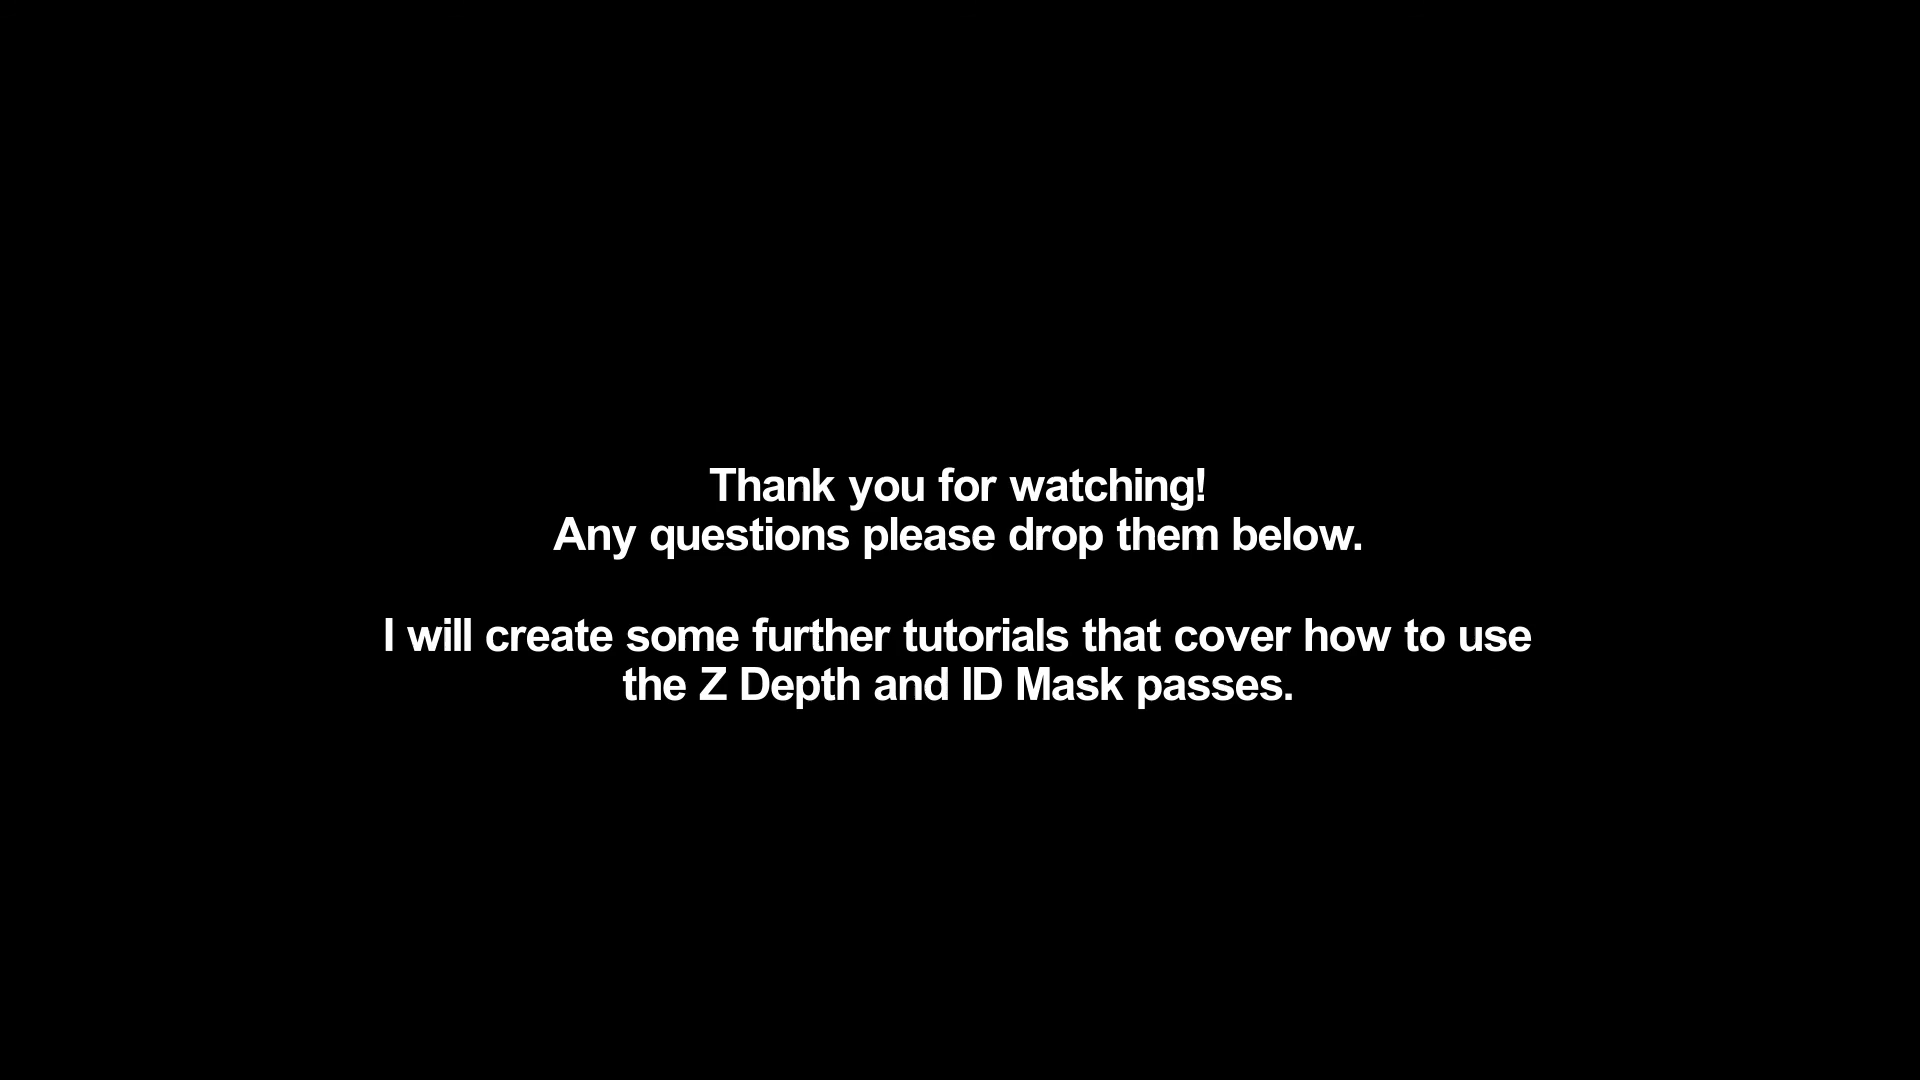 Thank you for watching!
Any questions please drop them below.
I will create some further tutorials that cover how to use
the Z Depth and ID Mask passes.